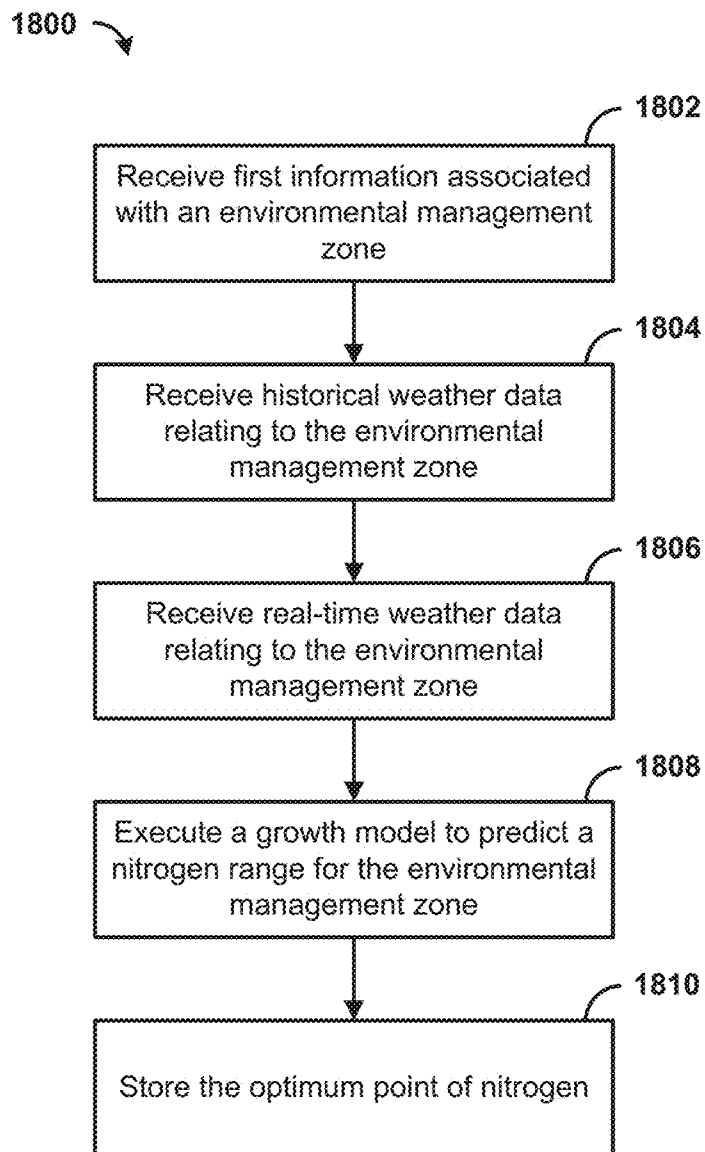 1800
1802
Receive first information associated
with an environmental management
zone
1804
Receive historical weather data
relating to the environmental
management zone
1806
Receive real-time weather data
relating to the environmental
management zone
1808
Execute a growth model to predict a
nitrogen range for the environmental
management zone
1810
Store the optimum point of nitrogen